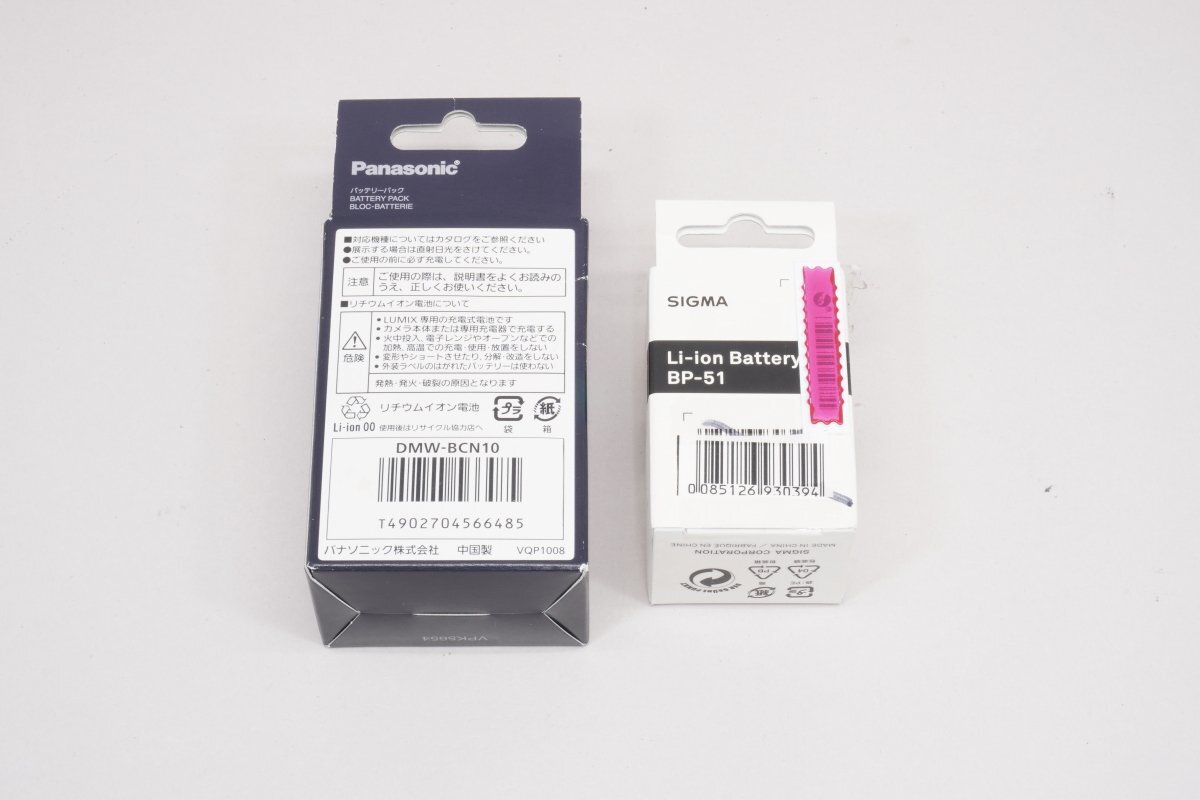 Panasonic
バッテリーパック
BATTERY PACK
BLOC-BATTERIE
■対応機種についてはカタログをご参照ください
●展示する場合は直射日光をさけてください。
●ご使用の前に必ず充電してください。
注意
ご使用の際は、説明書をよくお読みの
うえ、正しくお使いください。
■リチウムイオン電池について
危険
•LUMIX専用の充電式電池です
•カメラ本体または専用充電器で充電する
•火中投入、電子レンジやオーブンなどでの
加熱、高温での充電·使用·放置をしない
•変形やショートさせたり、分解·改造をしない
•外装ラベルのはがれたバッテリーは使わない
発熱·発火·破裂の原因となります
リチウムイオン電池
Li-ion 00 使用後はリサイクル協力店へ
プラ
袋
紙
箱
DMW-BCN10
T4902704566485
パナソニック株式会社 中国製 VQP1008
VPK5654
SIGMA
Li-ion Battery
BP-51
0 085126 930394
MADE IN CHINA / FABRIQUÉ EN CHINE
SIGMA CORPORATION
04
PE
プラ
紙